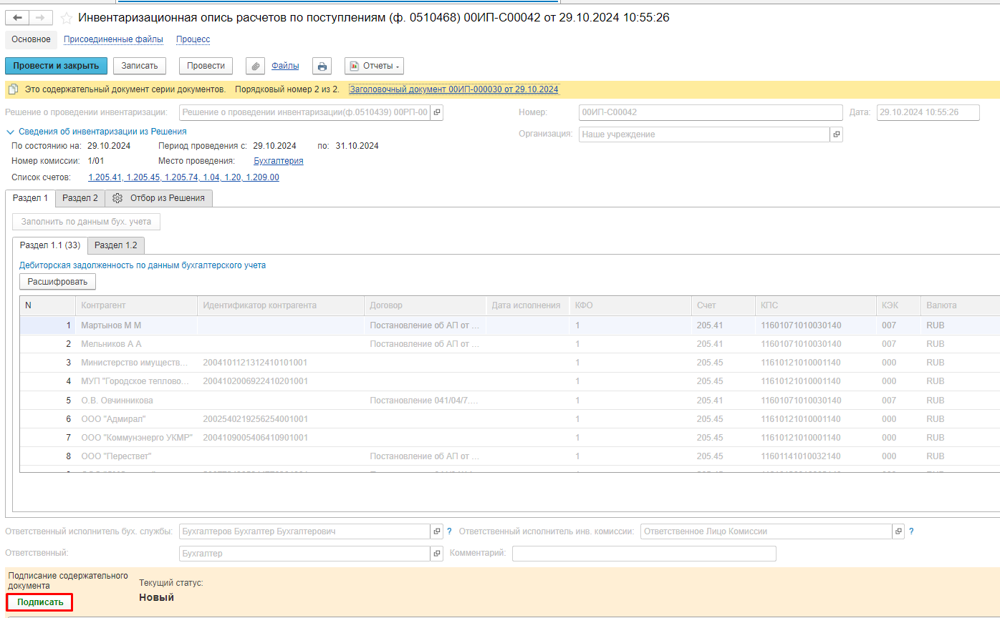 Инвентаризационная опись расчетов по поступлениям (ф. 0510468) 00ИП-С00042 от 29.10.2024 10:55:26
Основное Присоединенные файлы Процесс
Провести и закрыть Записать Провести Файлы Отчеты
Это содержательный документ серии документов. Порядковый номер 2 из 2. Заголовочный документ 00ИП-000030 от 29.10.2024
Решение о проведении инвентаризации: Решение о проведении инвентаризации(ф.0510439) 00РП-00 Номер: 00ИП-С00042 Дата: 29.10.2024 10:55:26
Сведения об инвентаризации из Решения Организация: Наше учреждение
По состоянию на: 29.10.2024 Период проведения с: 29.10.2024 по: 31.10.2024
Номер комиссии: 1/01 Место проведения: Бухгалтерия
Список счетов: 1.205.41, 1.205.45, 1.205.74, 1.04, 1.20, 1.209.00
Раздел 1 Раздел 2 Отбор из Решения
Заполнить по данным бух. учета
Раздел 1.1 (33) Раздел 1.2
Дебиторская задолженность по данным бухгалтерского учета
Расшифровать
N Контрагент Идентификатор контрагента Договор Дата исполнения КФО Счет КПС КЭК Валюта
1 Мартынов М М Постановление об АП от ... 1 205.41 11601071010030140 007 RUB
2 Мельников А А Постановление об АП от ... 1 205.41 11601071010030140 007 RUB
3 Министерство имуществ... 2004101121312410101001 1 205.45 11610121010001140 000 RUB
4 МУП "Городское теплово... 2004102006922410201001 1 205.45 11610121010001140 000 RUB
5 О.В. Овчинникова Постановление 041/04/7.... 1 205.41 11601071010030140 007 RUB
6 ООО "Адмирал" 2002540219256254001001 1 205.45 11610121010001140 000 RUB
7 ООО "Коммунэнерго УКМР" 2004109005406410901001 1 205.45 11610121010001140 000 RUB
8 ООО "Перествет" Постановление об АП от ... 1 205.45 11601141010032140 000 RUB
Ответственный исполнитель бух. службы: Бухгалтеров Бухгалтер Бухгалтерович ? Ответственный исполнитель инв. комиссии: Ответственное Лицо Комиссии ?
Ответственный: Бухгалтер Комментарий:
Подписание содержательного
документа
Текущий статус:
Подписать Новый